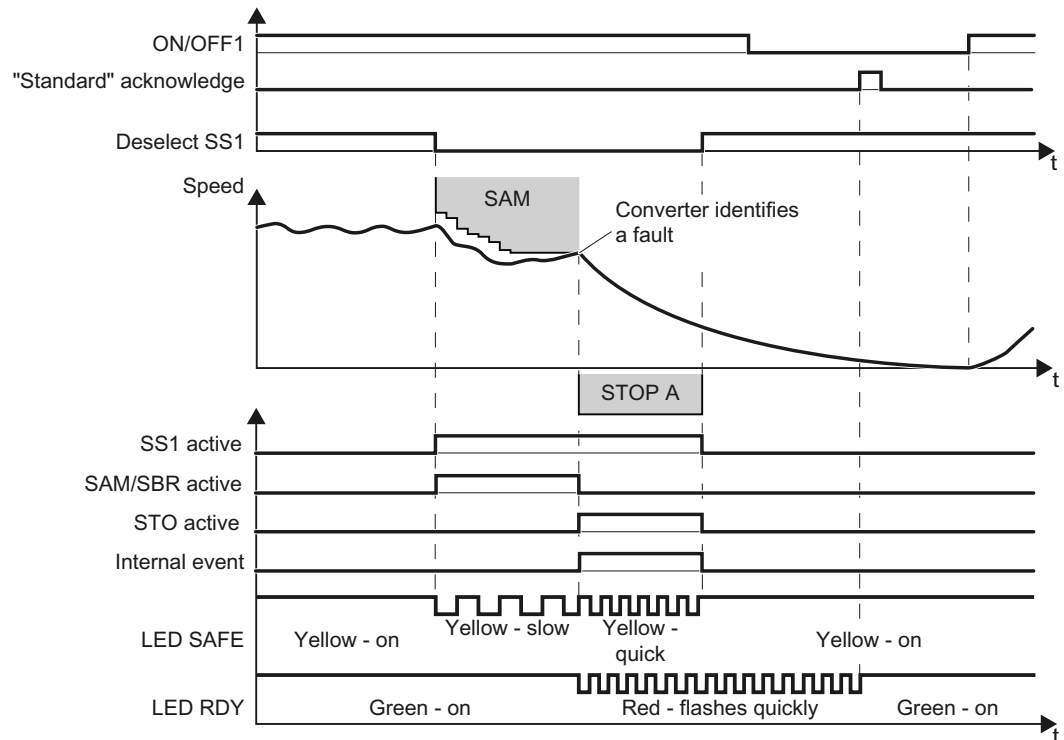 ON/OFF1
"Standard" acknowledge
Deselect SS1
t
Speed
SAM
Converter identifies
a fault
t
STOP A
SS1 active
SAM/SBR active
STO active
Internal event
LED SAFE
Yellow - on
Yellow - slow
Yellow -
quick
Yellow - on
LED RDY
Green - on
Red - flashes quickly
Green - on
t